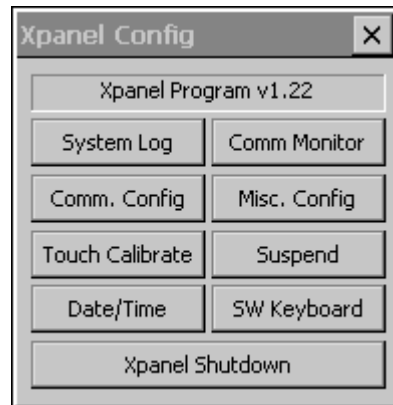 Xpanel Config
Xpanel Program v1.22
System Log Comm Monitor
Comm. Config Misc. Config
Touch Calibrate Suspend
Date/Time SW Keyboard
Xpanel Shutdown